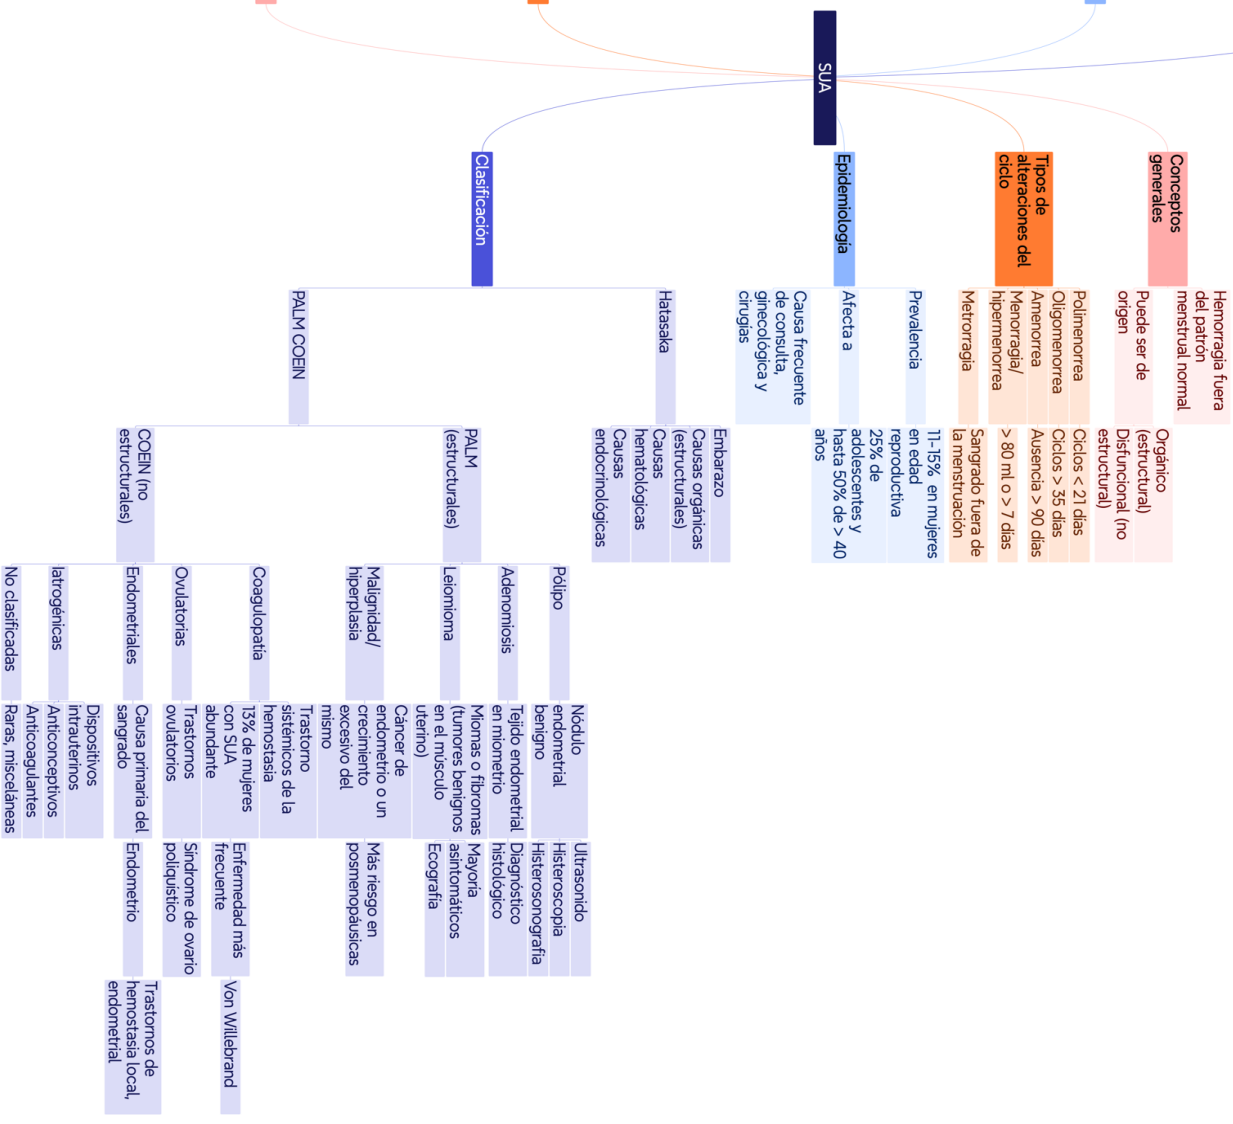 SUA
Conceptos
generales
Hemorragia fuera
del patrón
menstrual normal
Puede ser de
origen
Orgánico
(estructural)
Disfuncional (no
estructural)
Tipos de
alteraciones del
ciclo
Polimenorrea
Ciclos < 21 días
Oligomenorrea
Ciclos > 35 días
Amenorrea
Ausencia > 90 días
Menorragia/
hipermenorrea
> 80 ml o > 7 días
Metrorragia
Sangrado fuera de
la menstruación
Epidemiologia
Prevalencia
11-15% en mujeres
en edad
reproductiva
Afecta a
25% de
adolescentes y
hasta 50% de > 40
años
Causa frecuente
de consulta,
ginecológica y
cirugías
Clasificación
Hatasaka
Embarazo
Causas orgánicas
(estructurales)
Causas
hematológicas
Causas
endocrinológicas
PALM COEIN
PALM
(estructurales)
Pólipo
Nódulo
endometrial
benigno
Ultrasonido
Histeroscopia
Histerosonografía
Adenomiosis
Tejido endometrial
en miometrio
Diagnóstico
histológico
Leiomioma
Miomas o fibromas
(tumores benignos
en el músculo
uterino)
Mayoría
asintomáticos
Ecografía
Malignidad/
hiperplasia
Cáncer de
endometrio o un
crecimiento
excesivo del
mismo
Más riesgo en
posmenopáusicas
COEIN (no
estructurales)
Coagulopatía
Trastorno
sistémicos de la
hemostasia
13% de mujeres
con SUA
abundante
Enfermedad más
frecuente
Von Willebrand
Ovulatorias
Trastornos
ovulatorios
Síndrome de ovario
poliquístico
Endometriales
Causa primaria del
sangrado
Endometrio
Trastornos de
hemostasia local,
endometrial
Iatrogénicas
Dispositivos
intrauterinos
Anticonceptivos
Anticoagulantes
No clasificadas
Raras, misceláneas